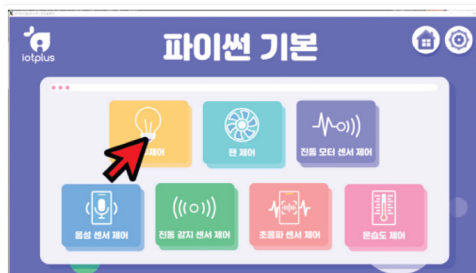 iotplus
파이썬 기본
제어
팬 제어
진동 모터 센서 제어
음성 센서 제어
진동 감지 센서 제어
초음파 센서 제어
온습도 제어